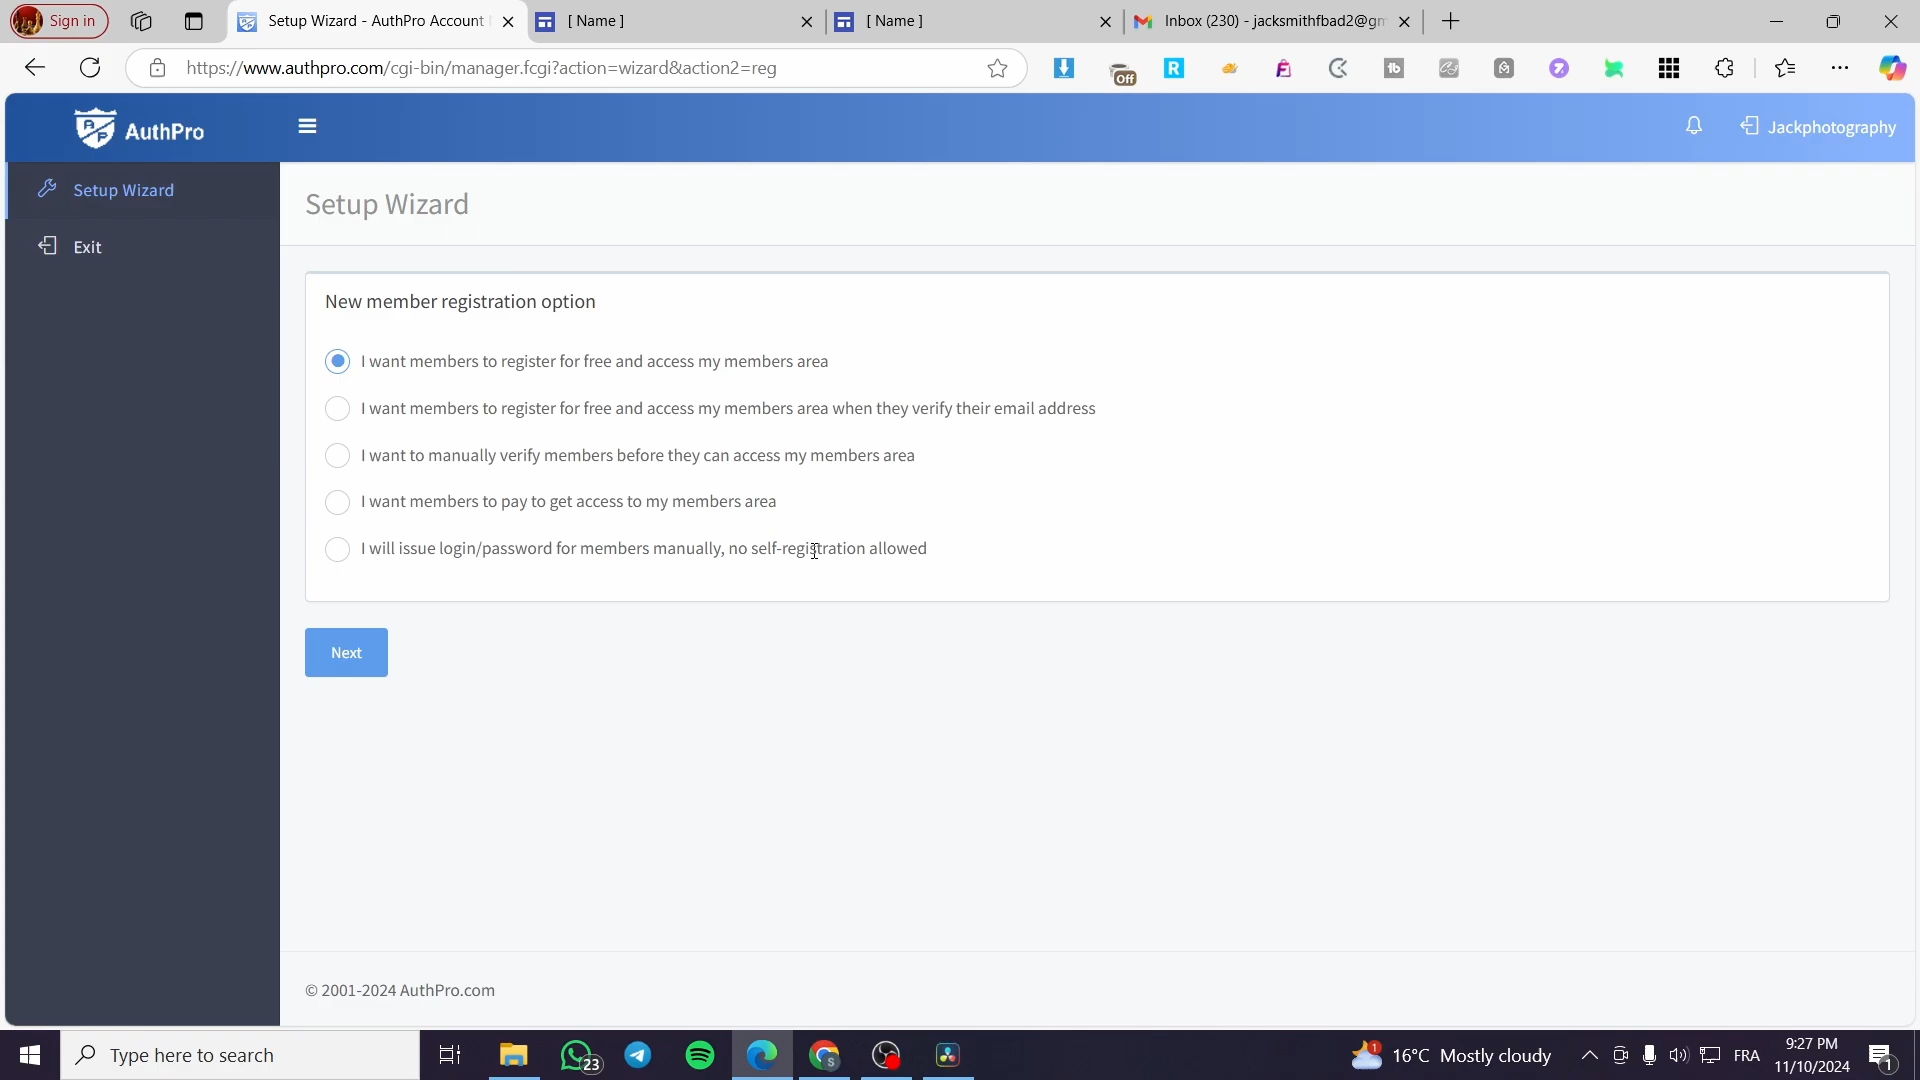 Sign in
Setup Wizard - AuthPro Account
[ Name ]
[ Name ]
Inbox (230) - jacksmithfbad2@gm
https://www.authpro.com/cgi-bin/manager.fcgi?action=wizard&action2=reg
Off
R
tb
AuthPro
Jackphotography
Setup Wizard
Exit
Setup Wizard
New member registration option
I want members to register for free and access my members area
I want members to register for free and access my members area when they verify their email address
I want to manually verify members before they can access my members area
I want members to pay to get access to my members area
I will issue login/password for members manually, no self-registration allowed
Next
© 2001-2024 AuthPro.com
Type here to search
23
S
1
16°C Mostly cloudy
FRA
9:27 PM
11/10/2024
1